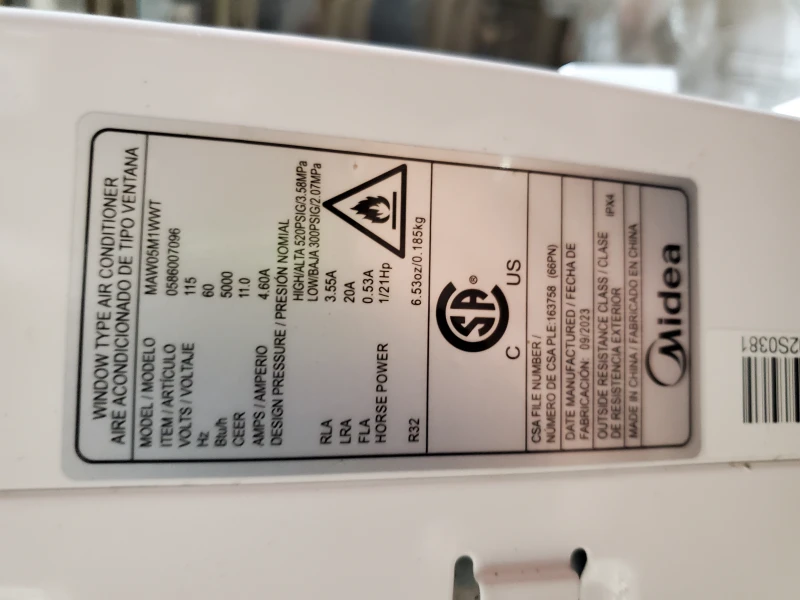 WINDOW TYPE AIR CONDITIONER
AIRE ACONDICIONADO DE TIPO VENTANA
MODEL / MODELO MAW05M1WWT
ITEM / ARTÍCULO 0586007096
VOLTS / VOLTAJE 115
Hz 60
Btu/h 5000
CEER 11.0
AMPS / AMPERIO 4.60A
DESIGN PRESSURE / PRESIÓN NOMIAL
HIGH/ALTA 520PSIG/3.58MPa
LOW/BAJA 300PSIG/2.07MPa
RLA 3.55A
LRA 20A
FLA 0.53A
HORSE POWER 1/21Hp
R32 6.53oz/0.185kg
C SA ® US
CSA FILE NUMBER /
NÚMERO DE CSA PLE:163758 (66PN)
DATE MANUFACTURED / FECHA DE
FABRICACIÓN: 09/2023
OUTSIDE RESISTANCE CLASS / CLASE
DE RESISTENCIA EXTERIOR IPX4
MADE IN CHINA / FABRICADO EN CHINA
Midea
2S0381